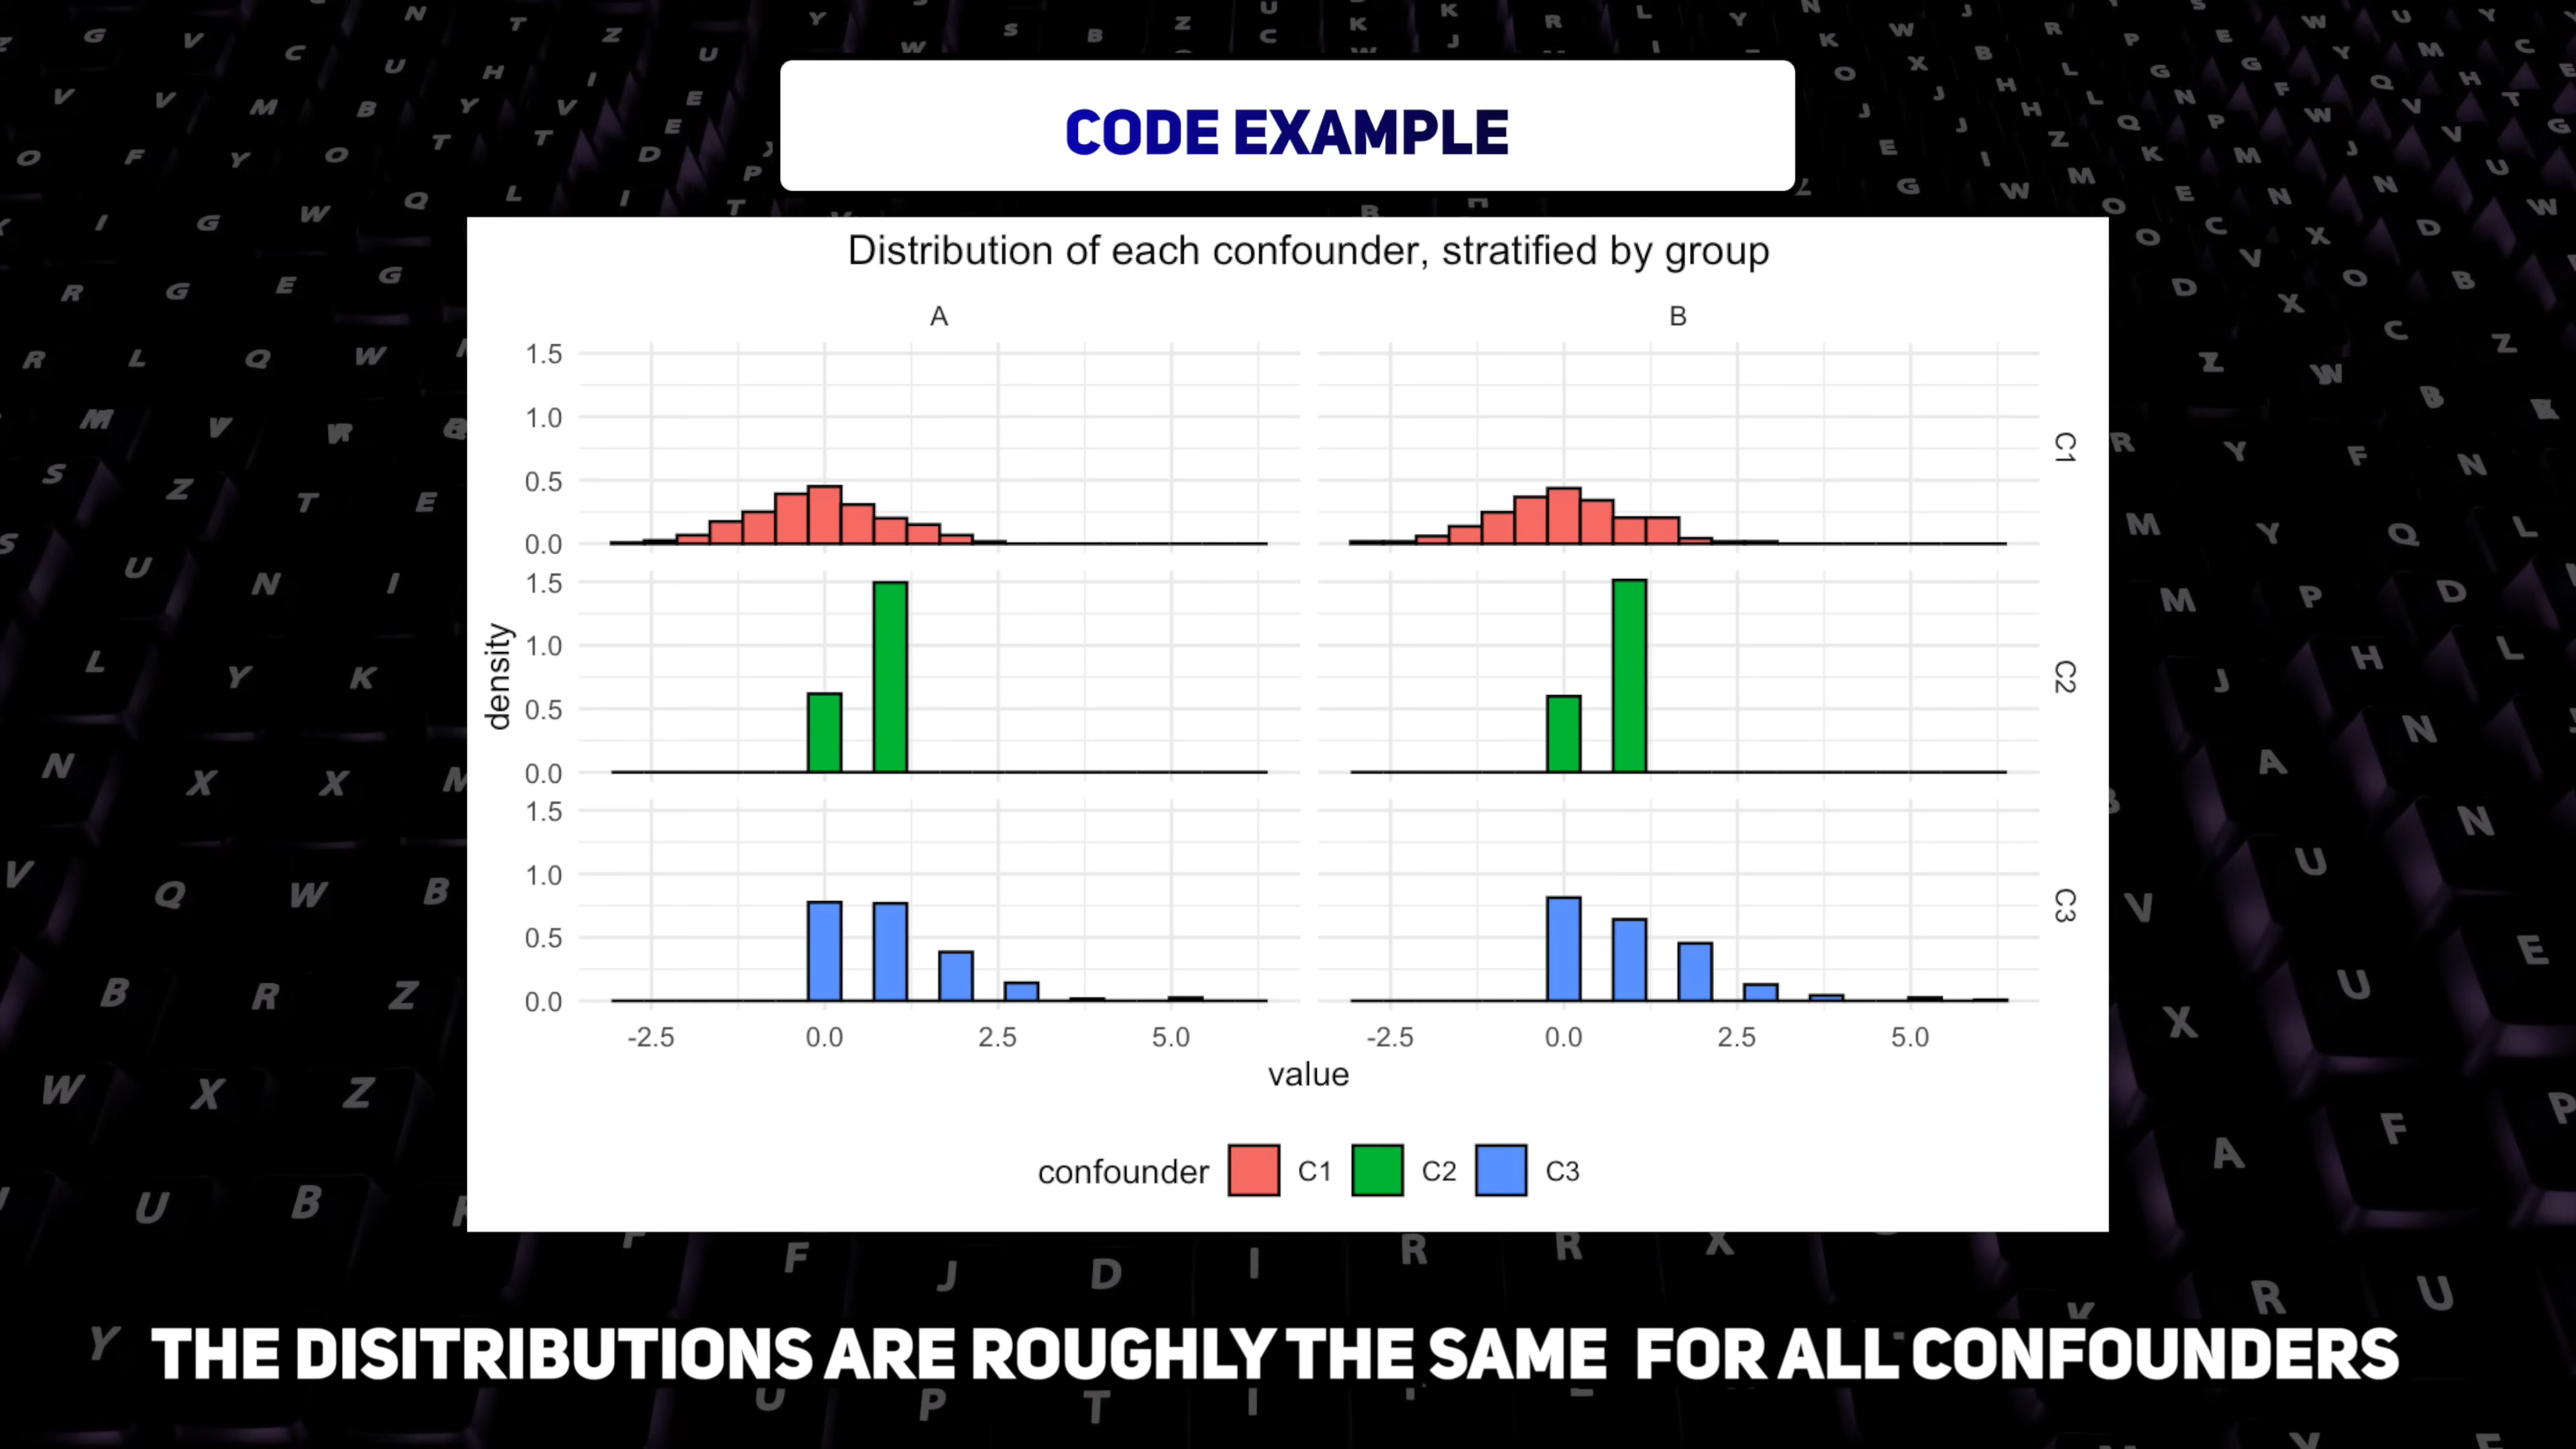 CODE EXAMPLE
Distribution of each confounder, stratified by group
A B
1.5
1.0
0.5
0.0
C1
1.5
1.0
0.5
0.0
C2
1.5
1.0
0.5
0.0
C3
density
-2.5 0.0 2.5 5.0 -2.5 0.0 2.5 5.0
value
confounder C1 C2 C3
THE DISITRIBUTIONS ARE ROUGHLY THE SAME FOR ALL CONFOUNDERS